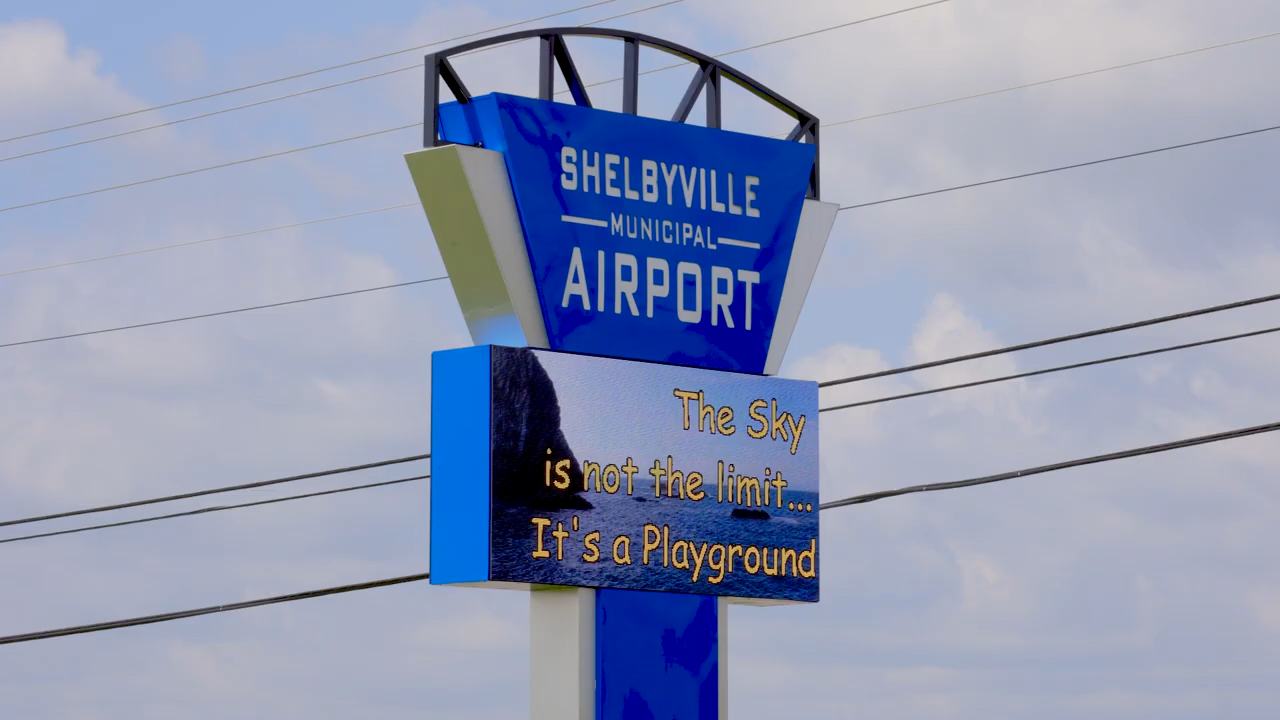 SHELBYVILLE
MUNICIPAL
AIRPORT
The Sky
is not the limit...
It's a Playground